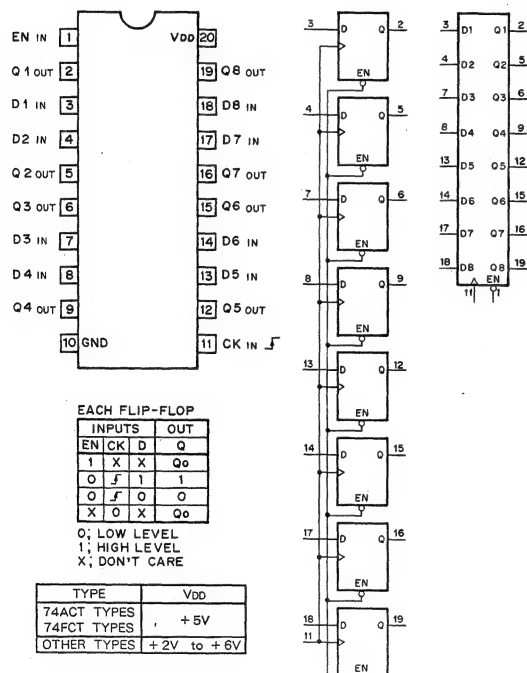 EN IN 1 VDD 20
Q1 OUT 2 19 Q8 OUT
D1 IN 3 18 D8 IN
D2 IN 4 17 D7 IN
Q2 OUT 5 16 Q7 OUT
Q3 OUT 6 15 Q6 OUT
D3 IN 7 14 D6 IN
D4 IN 8 13 D5 IN
Q4 OUT 9 12 Q5 OUT
10 GND 11 CK IN
EACH FLIP-FLOP
INPUTS OUT
EN CK D Q
1 X X Qo
0 1 1
0 0 0
X 0 X Qo
0; LOW LEVEL
1; HIGH LEVEL
X; DON'T CARE
TYPE VDD
74ACT TYPES
74FCT TYPES
+5V
OTHER TYPES +2V to +6V
3 D Q 2
EN
4 D Q 5
EN
7 D Q 6
EN
8 D Q 9
EN
13 D Q 12
EN
14 D Q 15
EN
17 D Q 16
EN
18 D Q 19
11
EN
3 D1 Q1 2
4 D2 Q2 5
7 D3 Q3 6
8 D4 Q4 9
13 D5 Q5 12
14 D6 Q6 15
17 D7 Q7 16
18 D8 Q8 19
EN
11 1